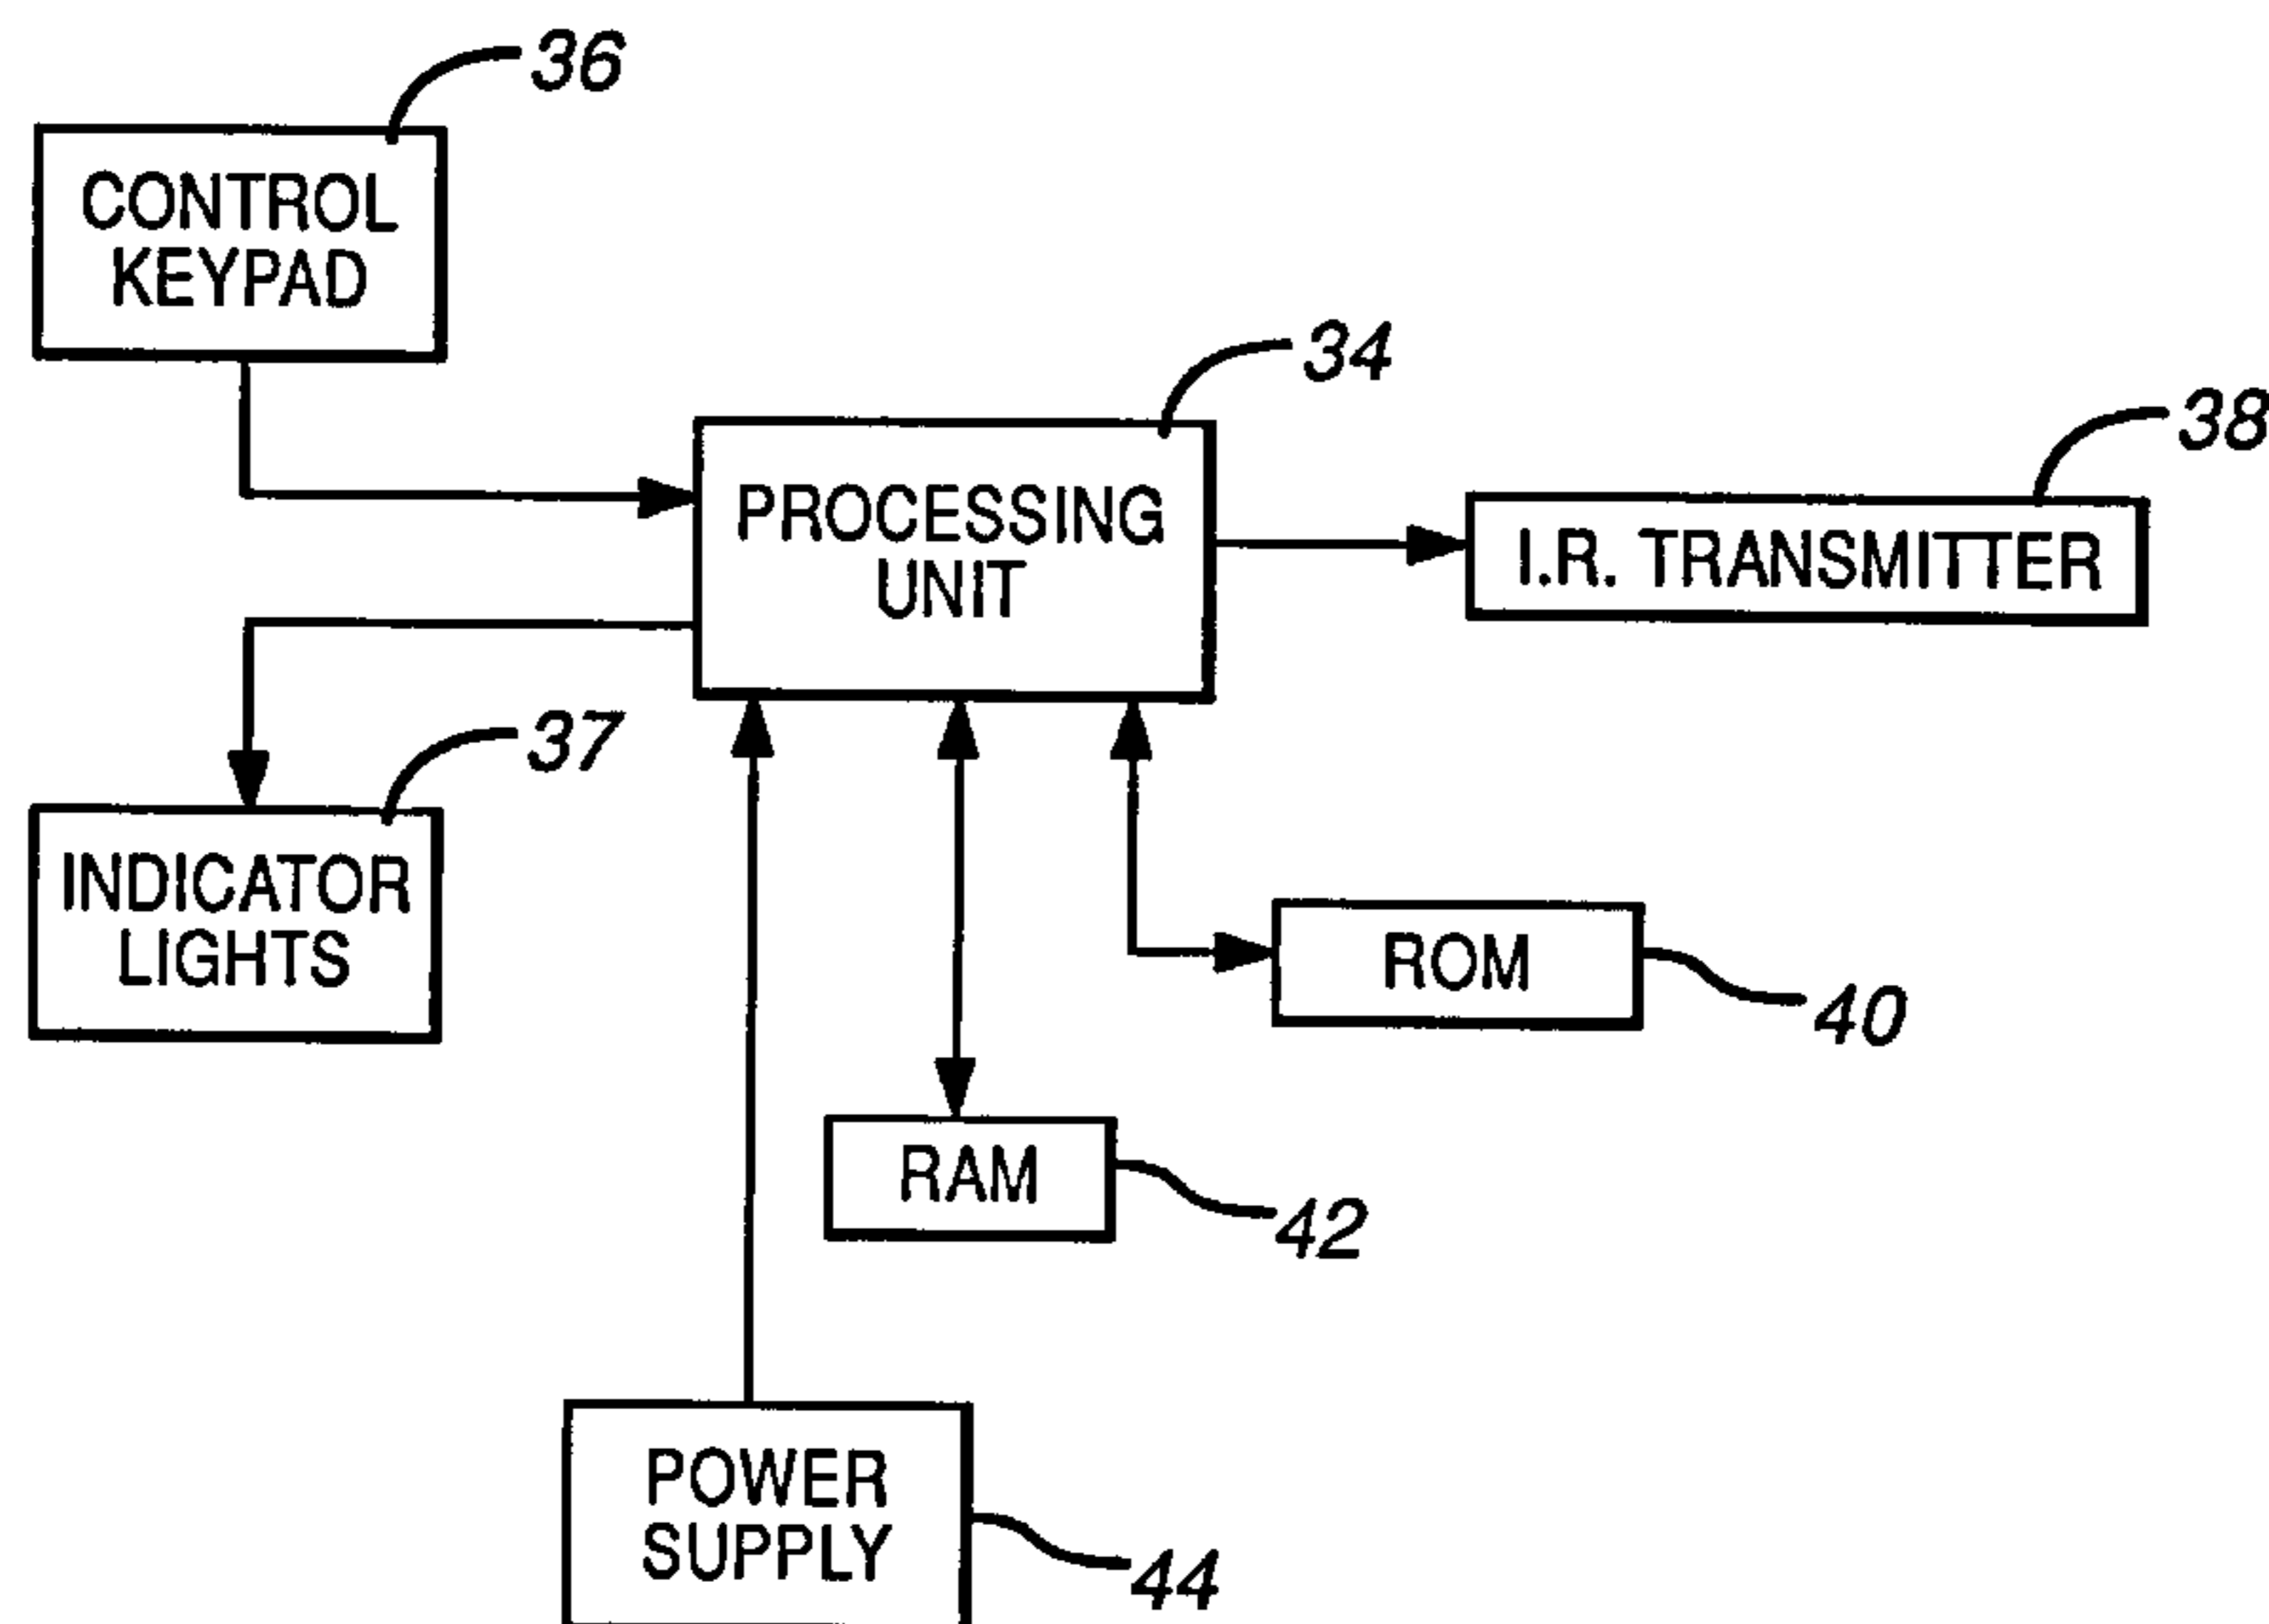 36
CONTROL
KEYPAD
34
38
PROCESSING
UNIT
I.R. TRANSMITTER
37
INDICATOR
LIGHTS
ROM
40
RAM
42
POWER
SUPPLY
44